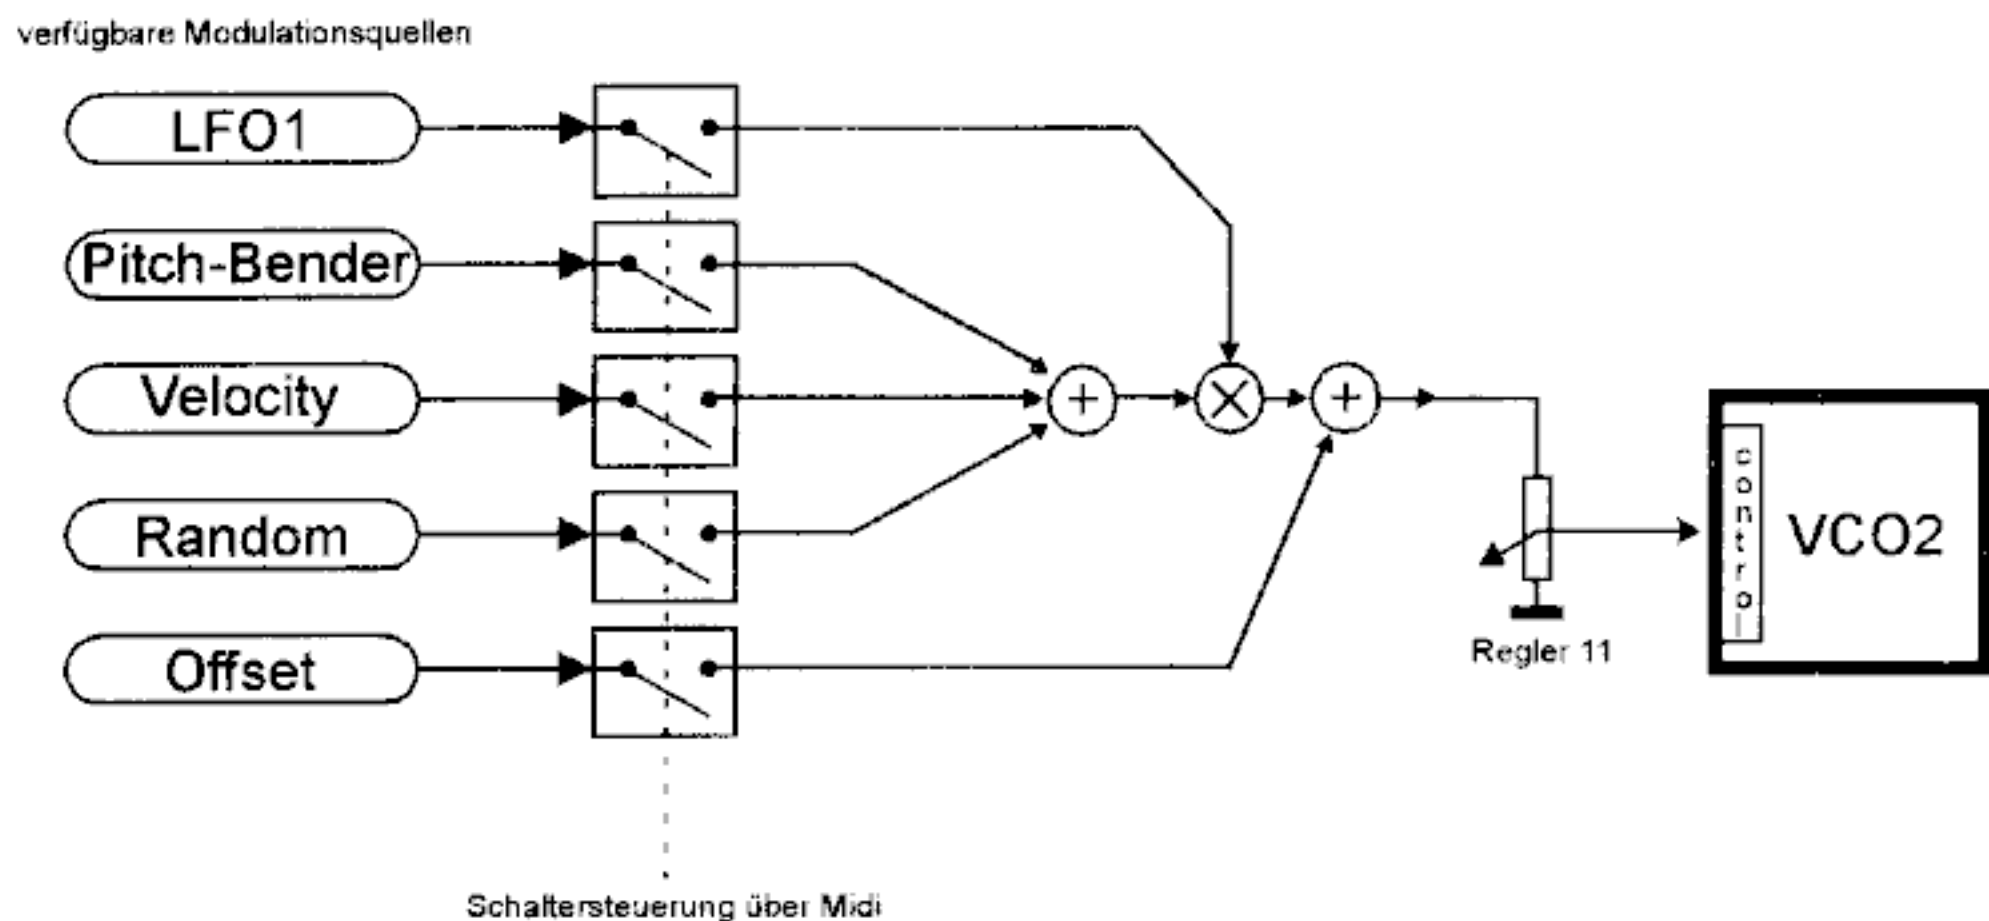 verfügbare Modulationsquellen
LFO1
Pitch-Bender
Velocity
Random
Offset
+
×
+
Regler 11
control
VCO2
Schaltersteuerung über Midi